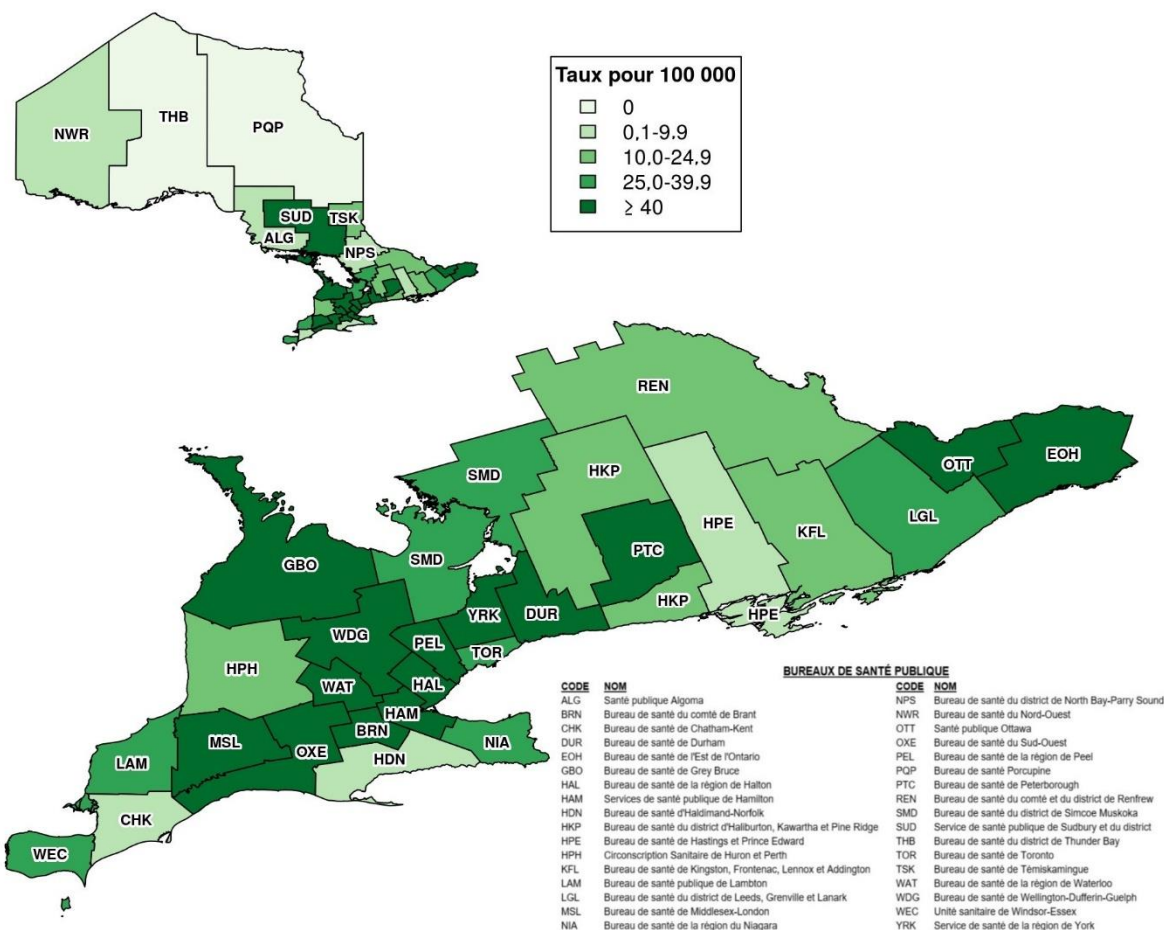 Taux pour 100 000
0
0,1-9,9
10,0-24,9
25,0-39,9
≥ 40
NWR
THB
PQP
SUD
TSK
ALG
NPS
REN
SMD
HKP
OTT
EOH
HPE
KFL
LGL
PTC
GBO
SMD
HKP
HPE
YRK
DUR
WDG
PEL
TOR
HPH
WAT
HAL
HAM
BRN
NIA
MSL
OXE
HDN
LAM
CHK
WEC
BUREAUX DE SANTÉ PUBLIQUE
CODE NOM CODE NOM
ALG Santé publique Algoma NPS Bureau de santé du district de North Bay-Parry Sound
BRN Bureau de santé du comté de Brant NWR Bureau de santé du Nord-Ouest
CHK Bureau de santé de Chatham-Kent OTT Santé publique Ottawa
DUR Bureau de santé de Durham OXE Bureau de santé du Sud-Ouest
EOH Bureau de santé de l'Est de l'Ontario PEL Bureau de santé de la région de Peel
GBO Bureau de santé de Grey Bruce PQP Bureau de santé Porcupine
HAL Bureau de santé de la région de Halton PTC Bureau de santé de Peterborough
HAM Services de santé publique de Hamilton REN Bureau de santé du comté et du district de Renfrew
HDN Bureau de santé d'Haldimand-Norfolk SMD Bureau de santé du district de Simcoe Muskoka
HKP Bureau de santé du district d'Haliburton, Kawartha et Pine Ridge SUD Service de santé publique de Sudbury et du district
HPE Bureau de santé de Hastings et Prince Edward THB Bureau de santé du district de Thunder Bay
HPH Circonscription Sanitaire de Huron et Perth TOR Bureau de santé de Toronto
KFL Bureau de santé de Kingston, Frontenac, Lennox et Addington TSK Bureau de santé de Témiskamingue
LAM Bureau de santé publique de Lambton WAT Bureau de santé de la région de Waterloo
LGL Bureau de santé du district de Leeds, Grenville et Lanark WDG Bureau de santé de Wellington-Dufferin-Guelph
MSL Bureau de santé de Middlesex-London WEC Unité sanitaire de Windsor-Essex
NIA Bureau de santé de la région du Niagara YRK Service de santé de la région de York